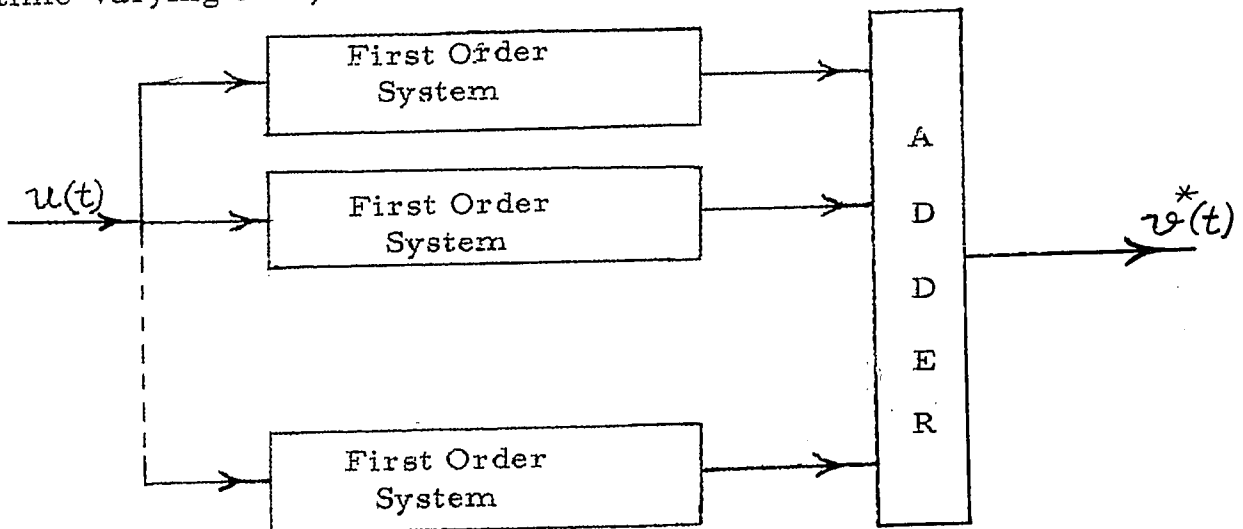 time varying
First Order
System
u(t)
First Order
System
A
D
D
E
R
v*(t)
First Order
System